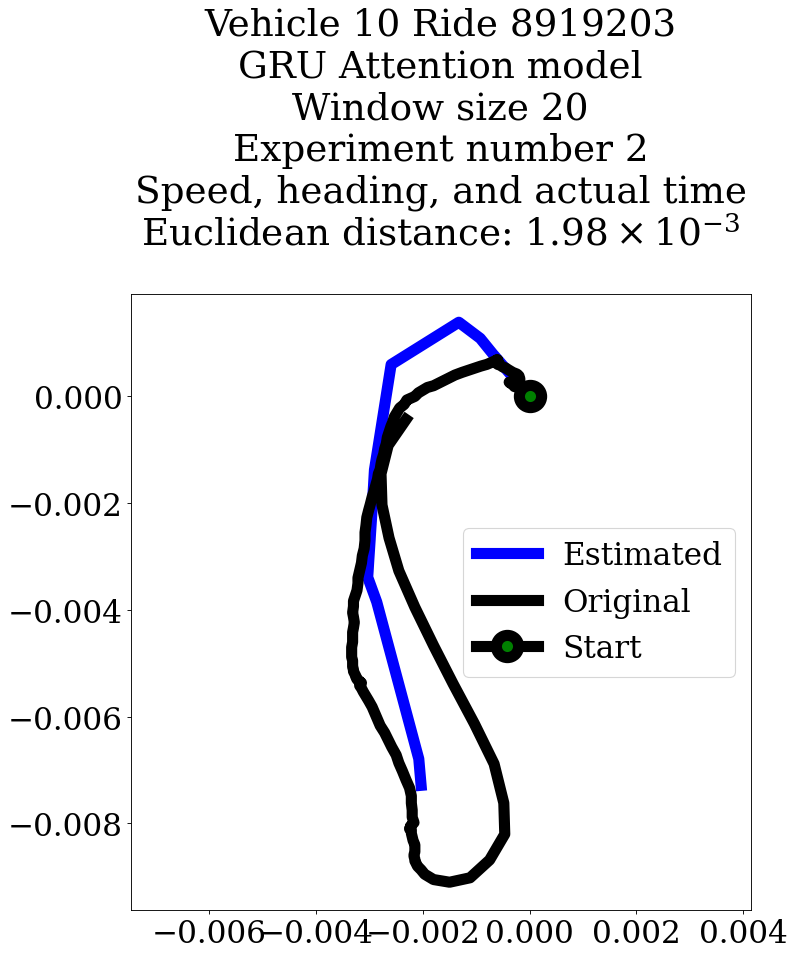 Vehicle 10 Ride 8919203
GRU Attention model
Window size 20
Experiment number 2
Speed, heading, and actual time
Euclidean distance: 1.98 × 10⁻³
0.000
−0.002
−0.004
−0.006
−0.008
Estimated
Original
Start
−0.006 −0.004 −0.002 0.000 0.002 0.004